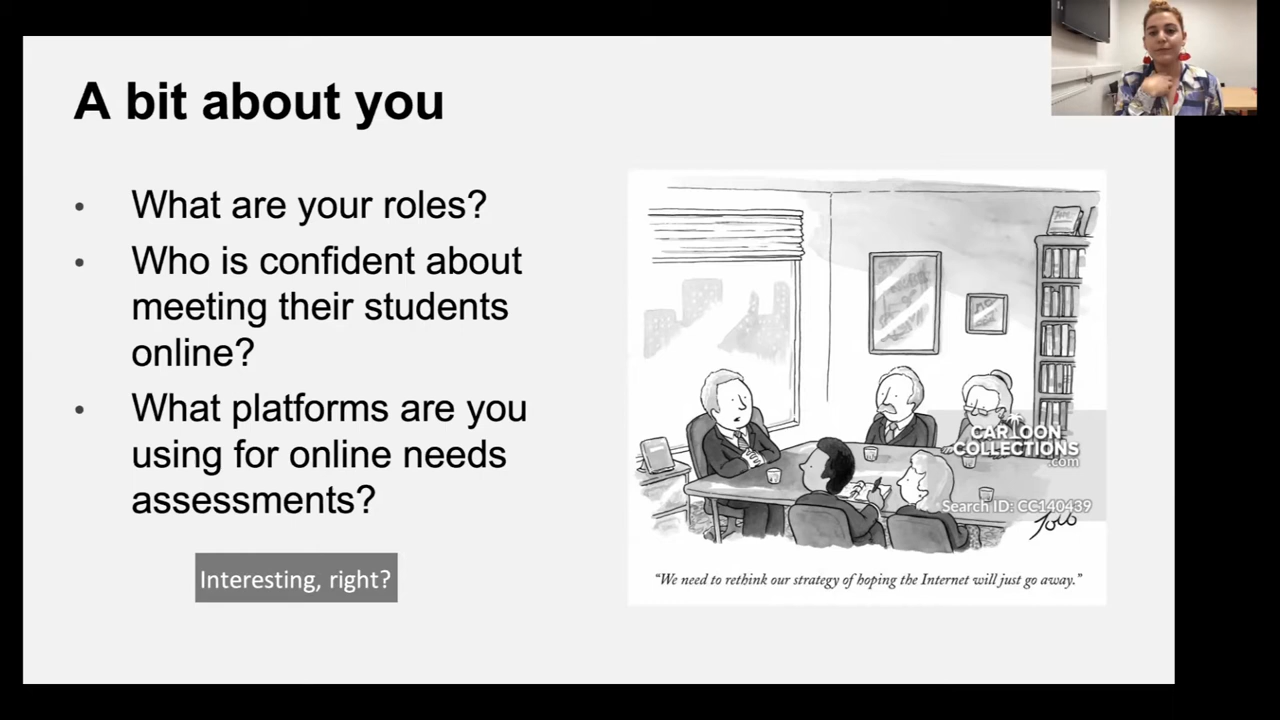 A bit about you
• What are your roles?
• Who is confident about
meeting their students
online?
• What platforms are you
using for online needs
assessments?
Interesting, right?
CARTOON
COLLECTIONS
.com
Search ID: CC140439
“We need to rethink our strategy of hoping the Internet will just go away.”